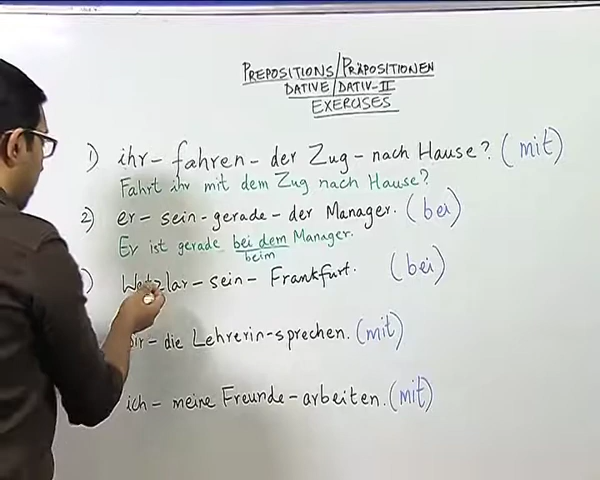 PREPOSITIONS/PRÄPOSITIONEN
DATIVE/DATIV-II
EXERCISES
1) ihr - fahren - der Zug - nach Hause? (mit)
Fahrt ihr mit dem Zug nach Hause?
2) er - sein - gerade - der Manager. (bei)
Er ist gerade bei dem Manager.
beim
) Wetzlar - sein - Frankfurt. (bei)
- die Lehrerin - sprechen. (mit)
ich - meine Freunde - arbeiten. (mit)